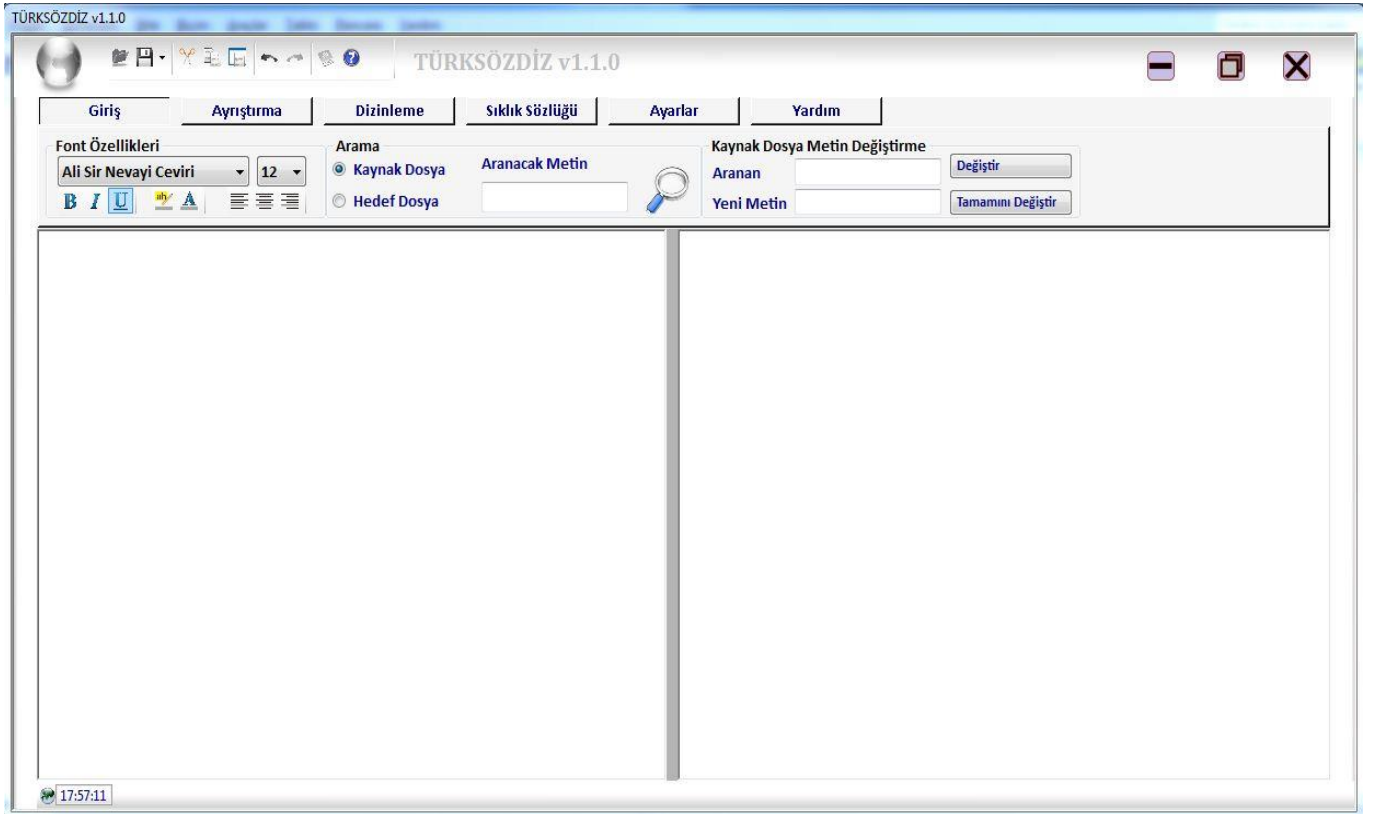 TÜRKSÖZDİZ v1.1.0
TÜRKSÖZDİZ v1.1.0
Giriş Ayrıştırma Dizinleme Sıklık Sözlüğü Ayarlar Yardım
Font Özellikleri Arama Kaynak Dosya Metin Değiştirme
Ali Sir Nevayi Ceviri 12 Kaynak Dosya Aranacak Metin Aranan Değiştir
B I U ab A Hedef Dosya Yeni Metin Tamamını Değiştir
17:57:11